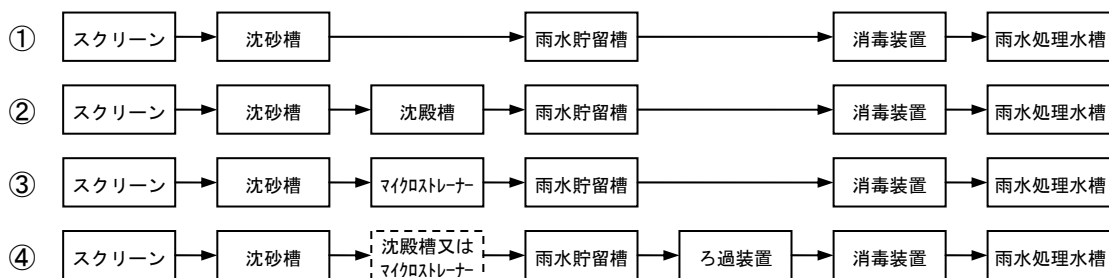 ① スクリーン 沈砂槽 雨水貯留槽 消毒装置 雨水処理水槽
② スクリーン 沈砂槽 沈殿槽 雨水貯留槽 消毒装置 雨水処理水槽
③ スクリーン 沈砂槽 ﾏｲｸﾛｽﾄﾚｰﾅｰ 雨水貯留槽 消毒装置 雨水処理水槽
④ スクリーン 沈砂槽 沈殿槽又は
ﾏｲｸﾛｽﾄﾚｰﾅｰ 雨水貯留槽 ろ過装置 消毒装置 雨水処理水槽